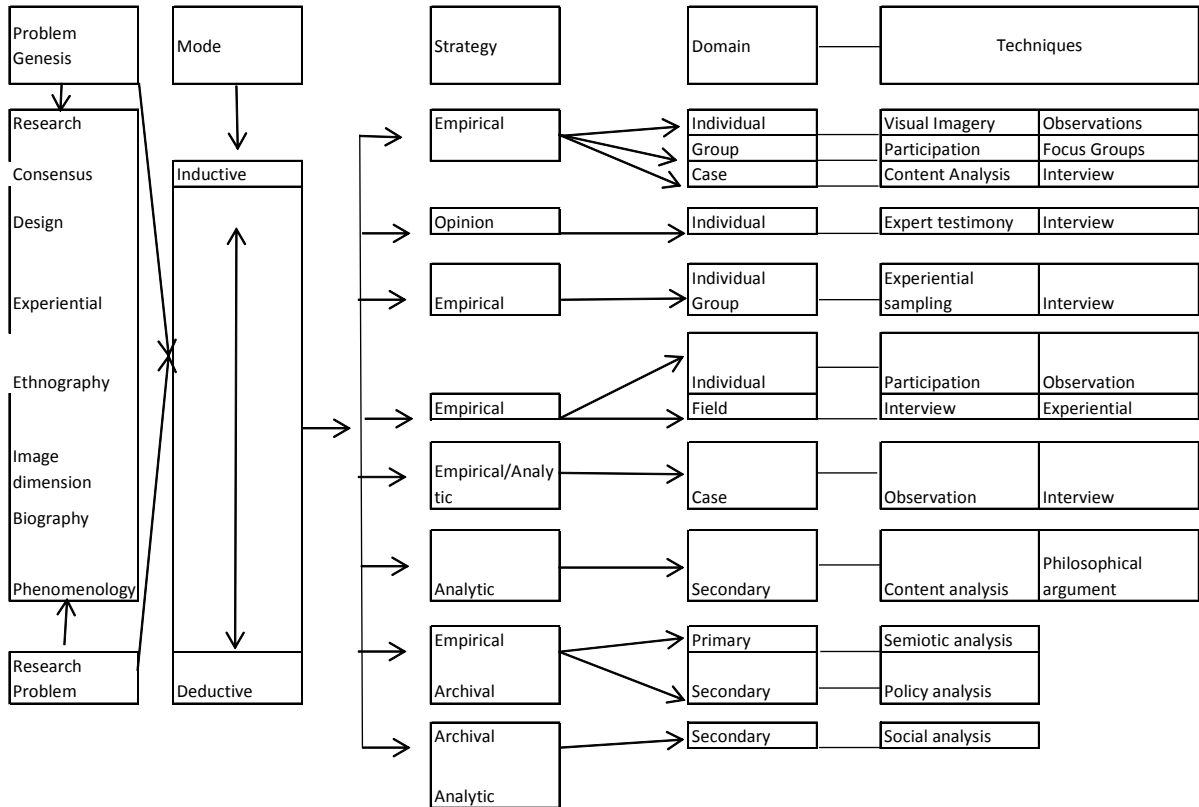 Problem
Genesis
Mode
Strategy
Domain
Techniques
Research
Consensus
Design
Experiential
Ethnography
Image
dimension
Biography
Phenomenology
Research
Problem
Inductive
Deductive
Empirical
Individual
Visual Imagery
Observations
Group
Participation
Focus Groups
Case
Content Analysis
Interview
Opinion
Individual
Expert testimony
Interview
Empirical
Individual
Group
Experiential
sampling
Interview
Empirical
Individual
Participation
Observation
Field
Interview
Experiential
Empirical/Analy
tic
Case
Observation
Interview
Analytic
Secondary
Content analysis
Philosophical
argument
Empirical
Archival
Primary
Semiotic analysis
Secondary
Policy analysis
Archival
Analytic
Secondary
Social analysis